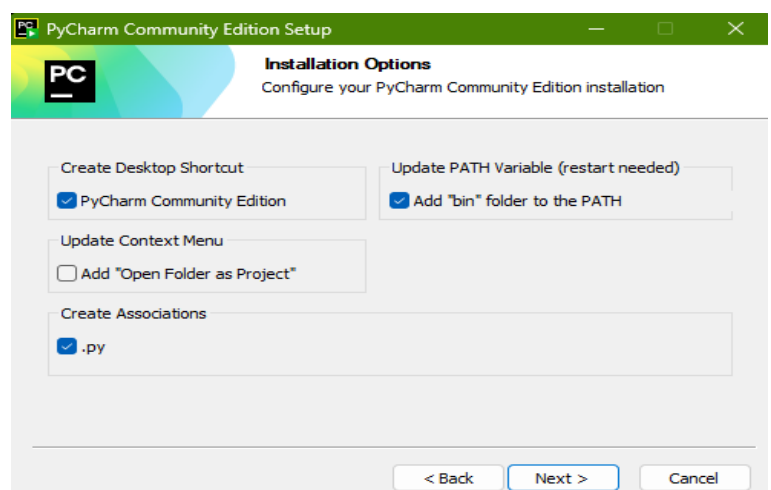 PyCharm Community Edition Setup
PC
Installation Options
Configure your PyCharm Community Edition installation
Create Desktop Shortcut
PyCharm Community Edition
Update PATH Variable (restart needed)
Add "bin" folder to the PATH
Update Context Menu
Add "Open Folder as Project"
Create Associations
.py
< Back Next > Cancel